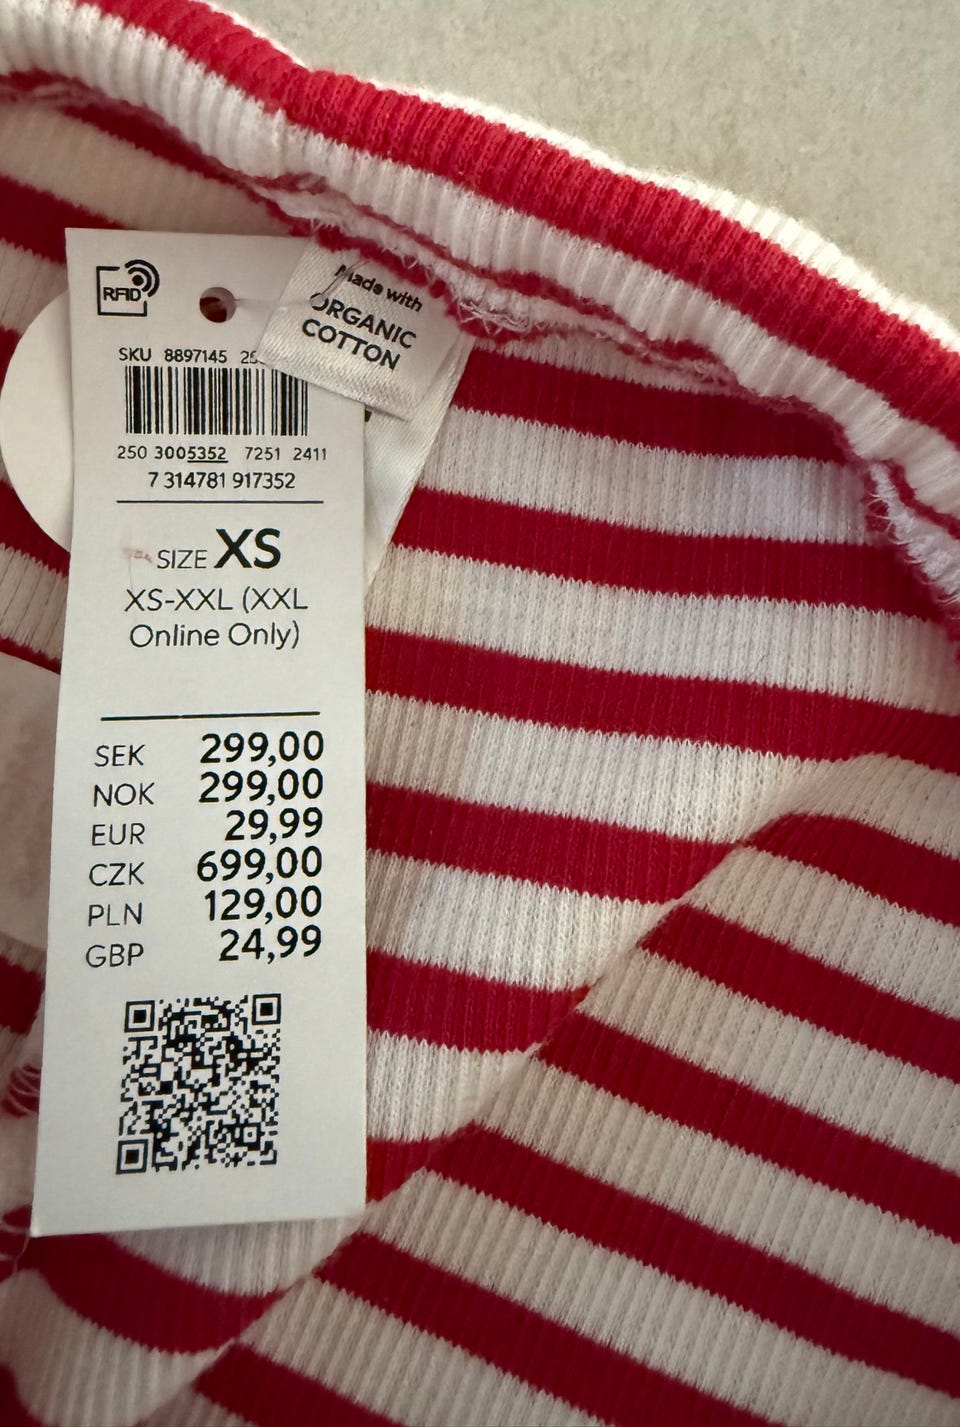 RFID
Made with
ORGANIC
COTTON
SKU 8897145
250 3005352 7251 2411
7 314781 917352
SIZE XS
XS-XXL (XXL
Online Only)
SEK 299,00
NOK 299,00
EUR 29,99
CZK 699,00
PLN 129,00
GBP 24,99